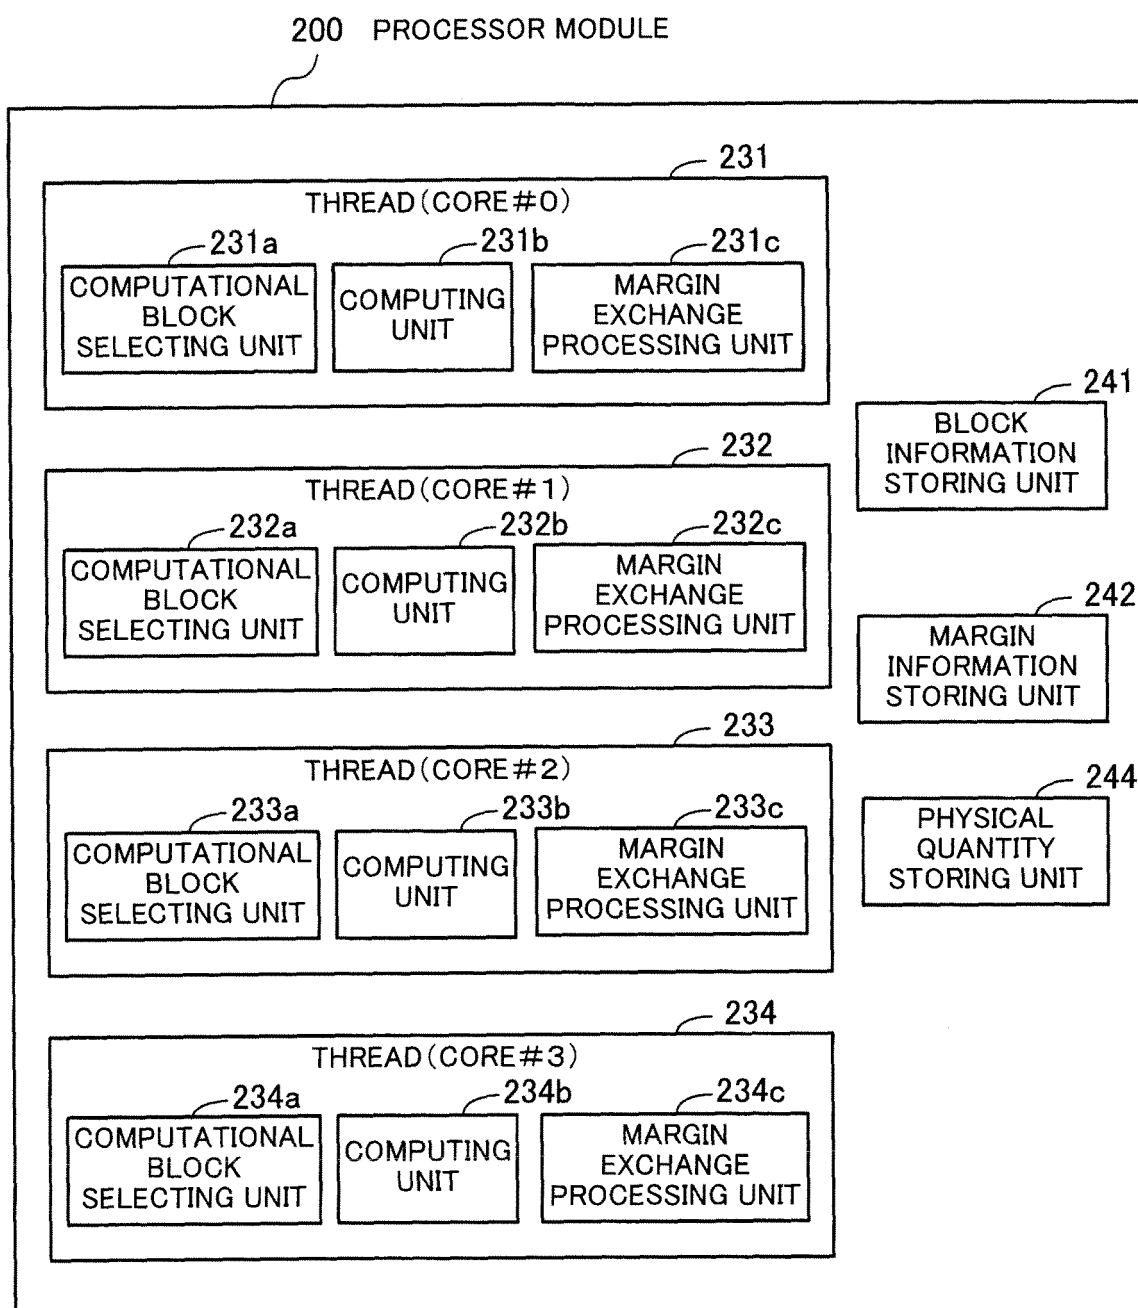 200 PROCESSOR MODULE
231
THREAD(CORE#0)
231a
231b
231c
COMPUTATIONAL
BLOCK
SELECTING UNIT
COMPUTING
UNIT
MARGIN
EXCHANGE
PROCESSING UNIT
241
BLOCK
INFORMATION
STORING UNIT
232
THREAD(CORE#1)
232a
232b
232c
COMPUTATIONAL
BLOCK
SELECTING UNIT
COMPUTING
UNIT
MARGIN
EXCHANGE
PROCESSING UNIT
242
MARGIN
INFORMATION
STORING UNIT
233
THREAD(CORE#2)
233a
233b
233c
COMPUTATIONAL
BLOCK
SELECTING UNIT
COMPUTING
UNIT
MARGIN
EXCHANGE
PROCESSING UNIT
244
PHYSICAL
QUANTITY
STORING UNIT
234
THREAD(CORE#3)
234a
234b
234c
COMPUTATIONAL
BLOCK
SELECTING UNIT
COMPUTING
UNIT
MARGIN
EXCHANGE
PROCESSING UNIT